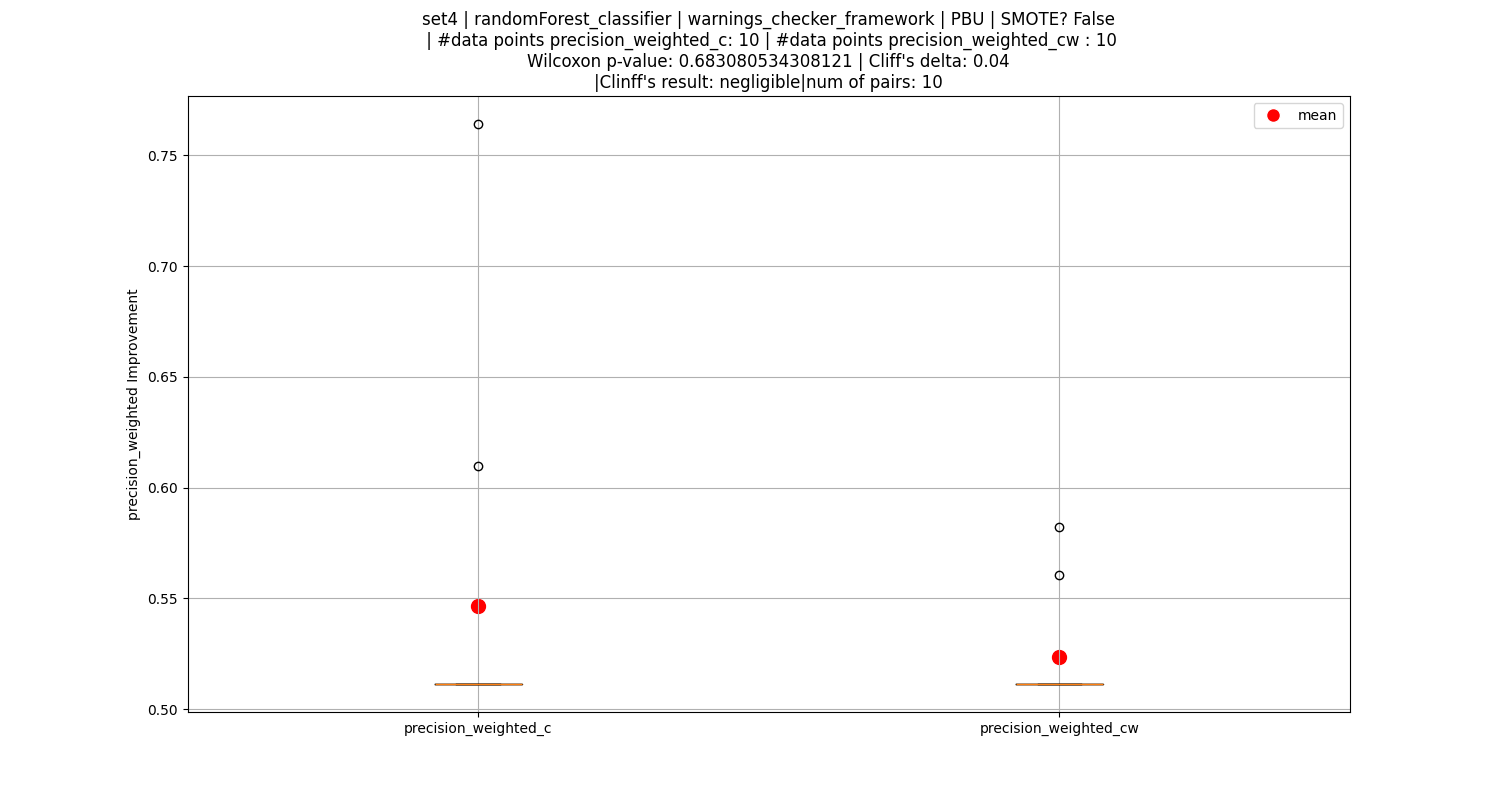 set4 | randomForest_classifier | warnings_checker_framework | PBU | SMOTE? False
| #data points precision_weighted_c: 10 | #data points precision_weighted_cw : 10
Wilcoxon p-value: 0.683080534308121 | Cliff's delta: 0.04
|Clinff's result: negligible|num of pairs: 10
mean
0.75
0.70
0.65
0.60
0.55
0.50
precision_weighted Improvement
precision_weighted_c
precision_weighted_cw